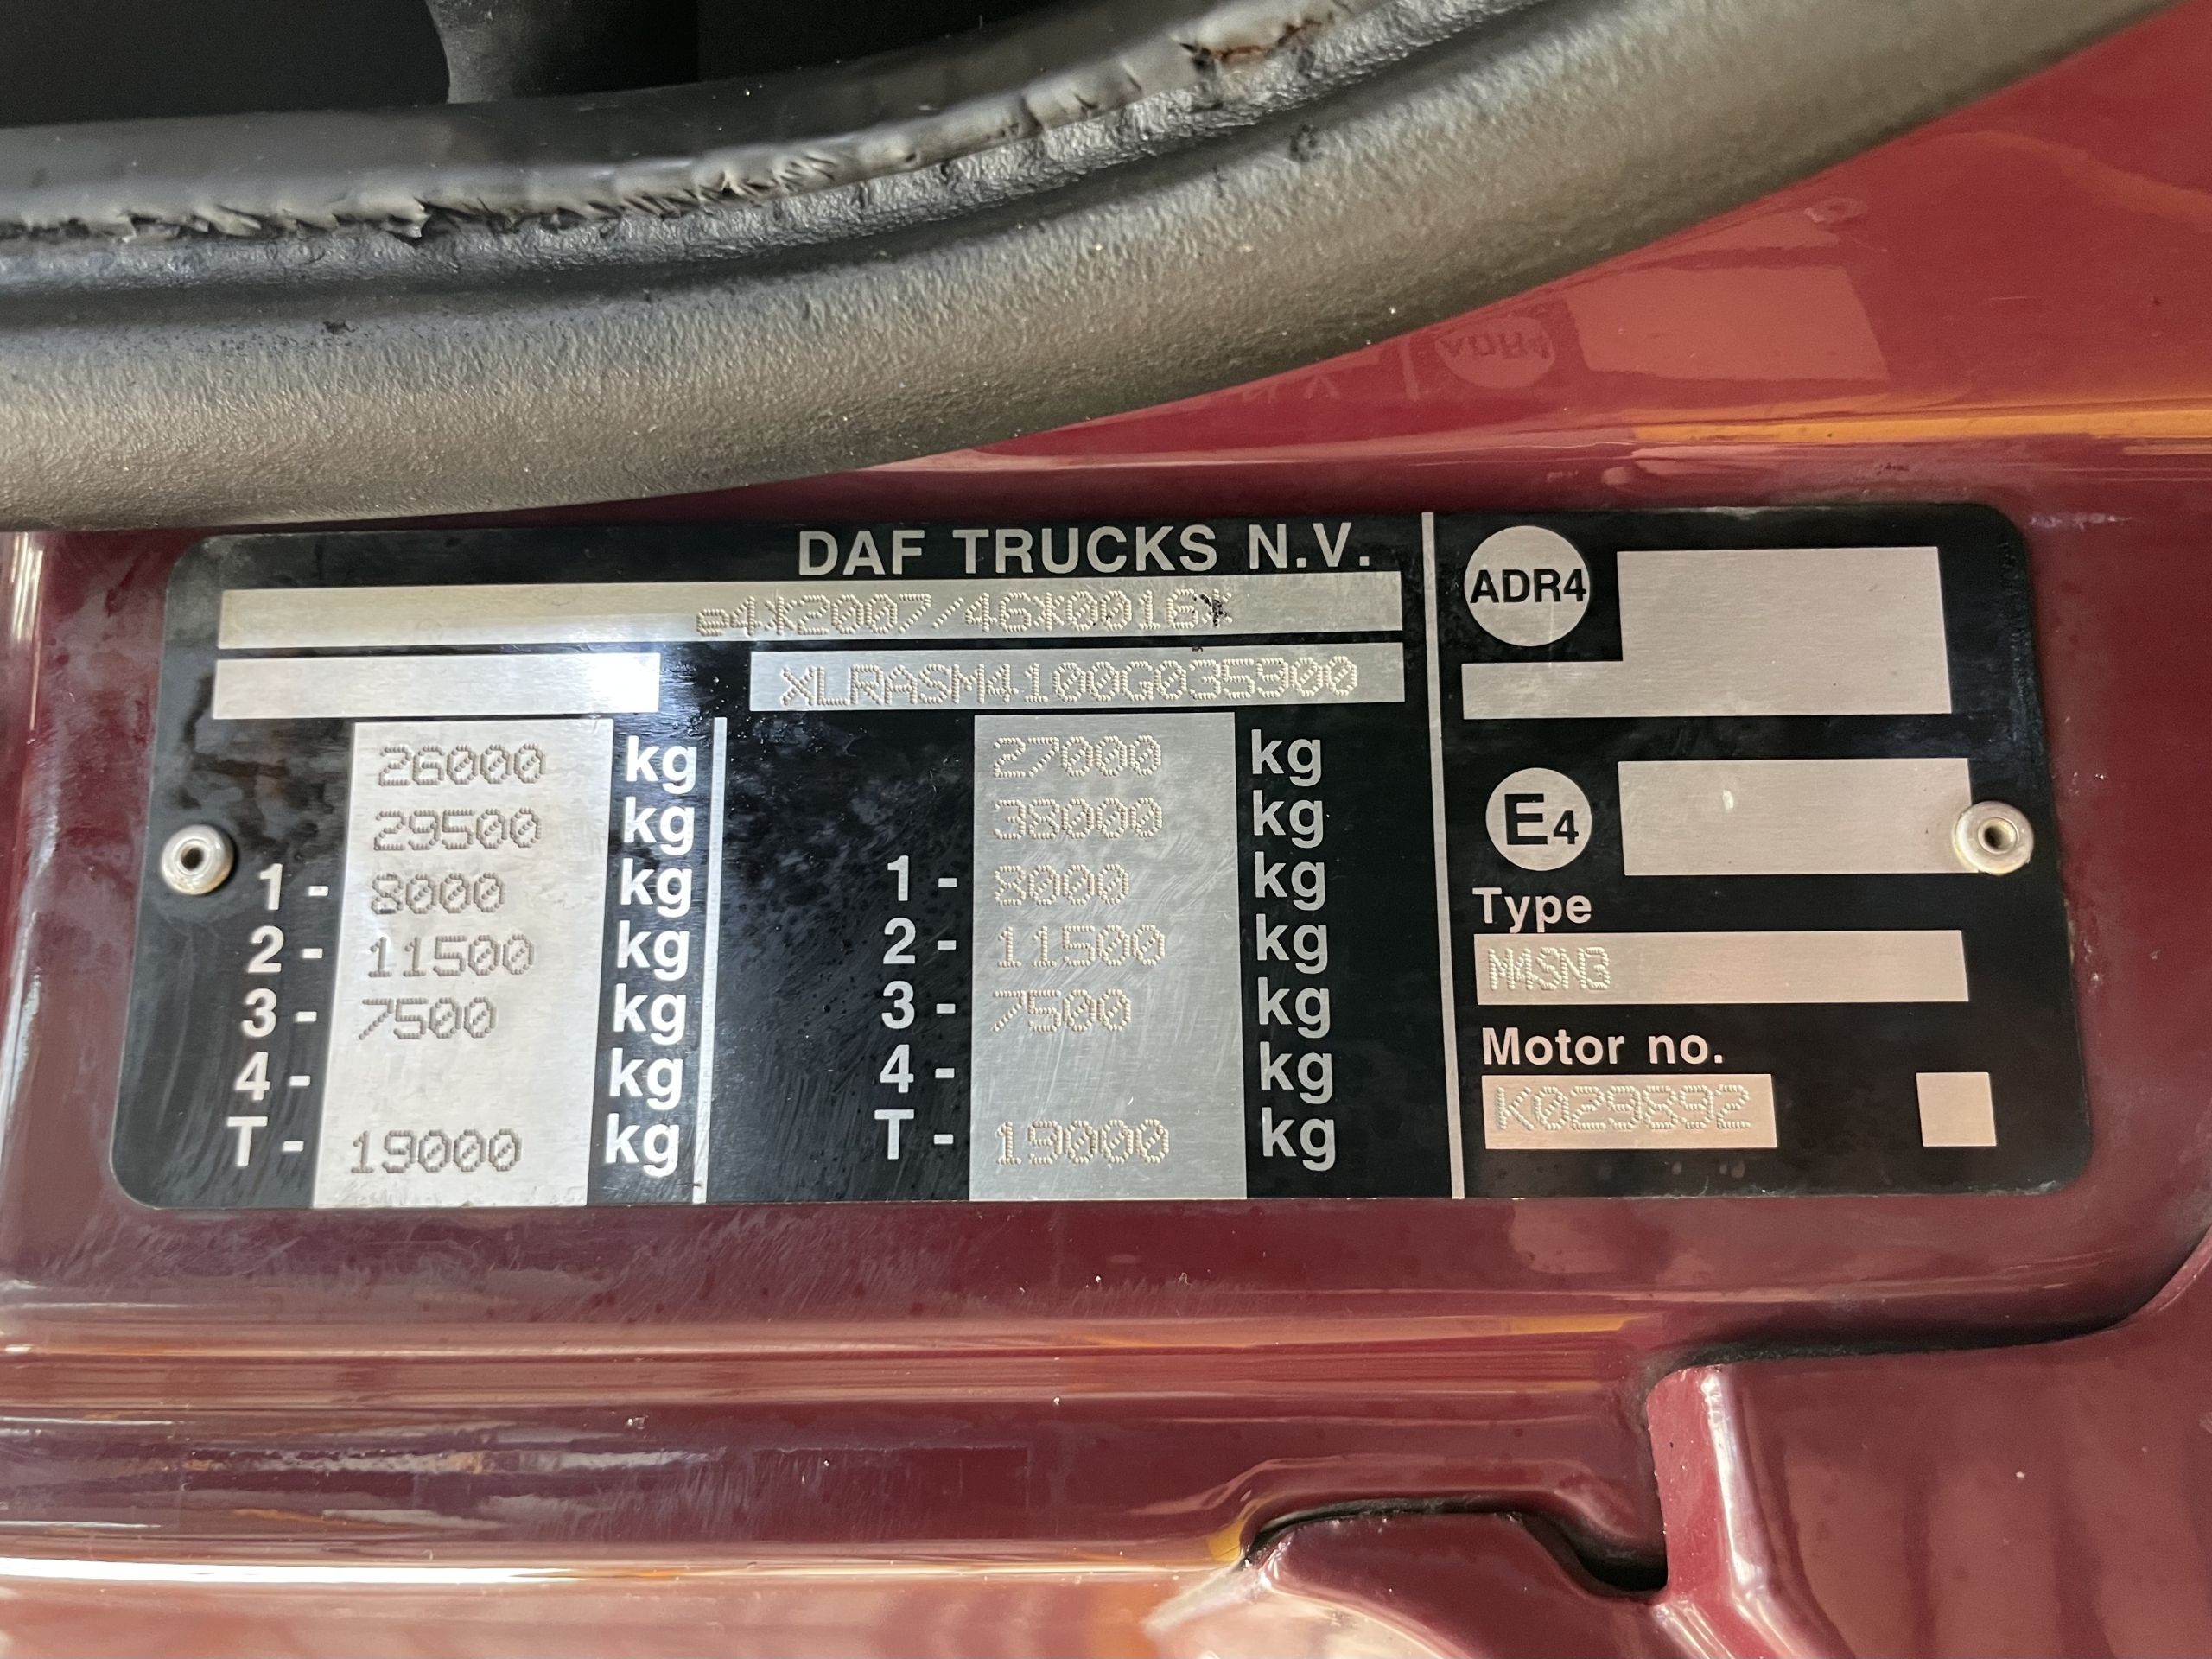 DAF TRUCKS N.V.
e4*2007/46*0016*
XLRASM4100G035900
26000 kg
29500 kg
1- 8000 kg
2- 11500 kg
3- 7500 kg
4- kg
T- 19000 kg
27000 kg
38000 kg
1- 8000 kg
2- 11500 kg
3- 7500 kg
4- kg
T- 19000 kg
ADR4
E4
Type
M4SN3
Motor no.
K029892